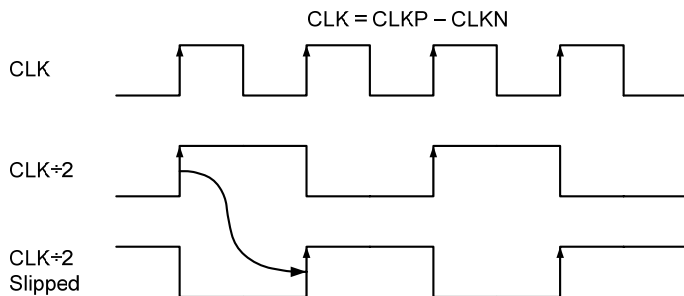 CLK = CLKP – CLKN
CLK
CLK÷2
CLK÷2
Slipped